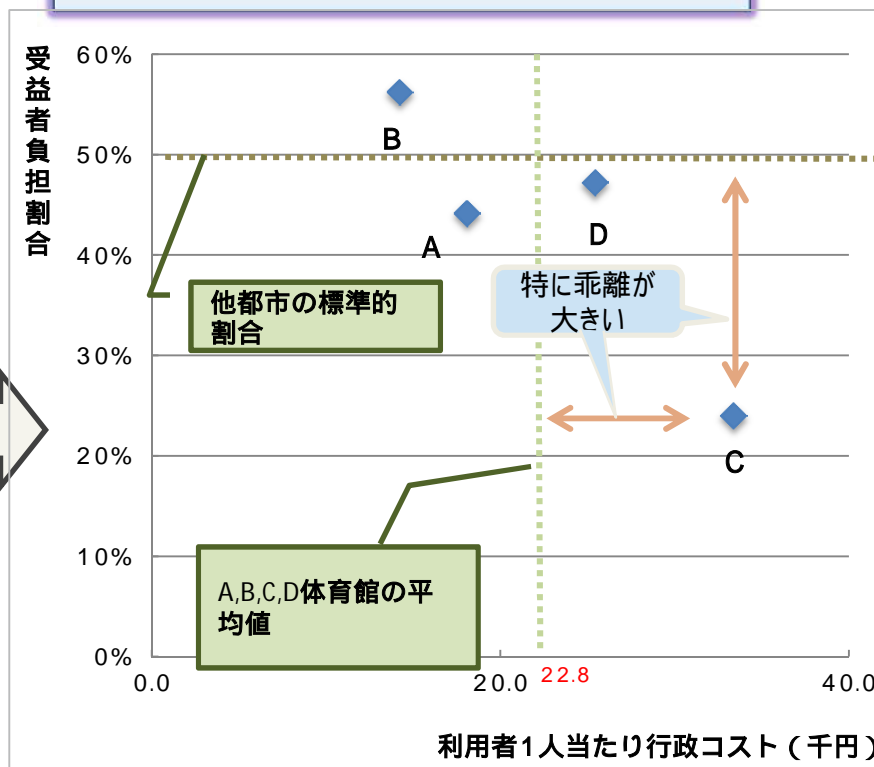 受益者負担割合
60%
50%
40%
30%
20%
10%
0%
B
A
D
C
特に乖離が
大きい
他都市の標準的
割合
A,B,C,D体育館の平
均値
0.0
20.0
22.8
40.0
利用者1人当たり行政コスト（千円）